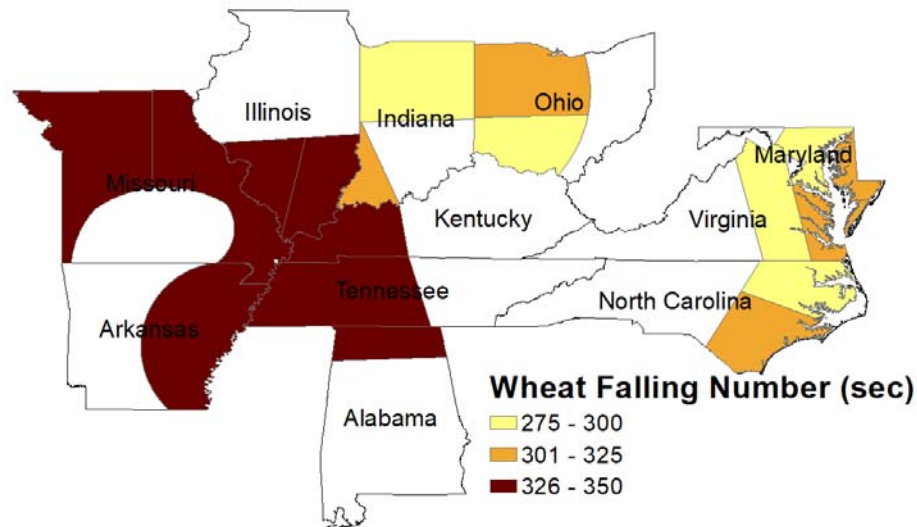 Illinois
Indiana
Ohio
Maryland
Missouri
Kentucky
Virginia
Tennessee
North Carolina
Arkansas
Alabama
Wheat Falling Number (sec)
275 - 300
301 - 325
326 - 350